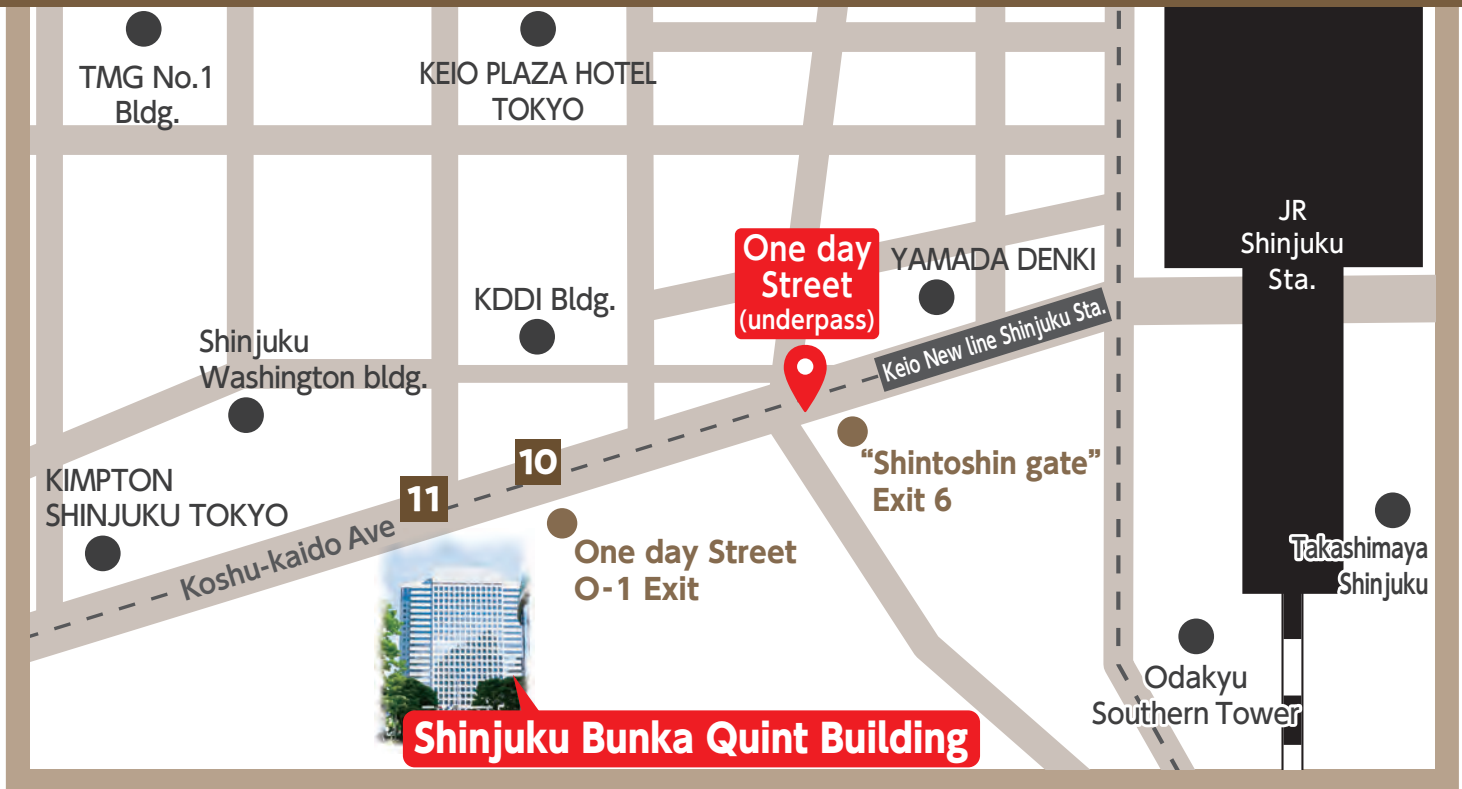 TMG No.1
Bldg.
KEIO PLAZA HOTEL
TOKYO
JR
Shinjuku
Sta.
One day
Street
(underpass)
YAMADA DENKI
KDDI Bldg.
Keio New line Shinjuku Sta.
Shinjuku
Washington bldg.
10
11
"Shintoshin gate"
Exit 6
KIMPTON
SHINJUKU TOKYO
Koshu-kaido Ave
One day Street
O-1 Exit
Takashimaya
Shinjuku
Odakyu
Southern Tower
Shinjuku Bunka Quint Building